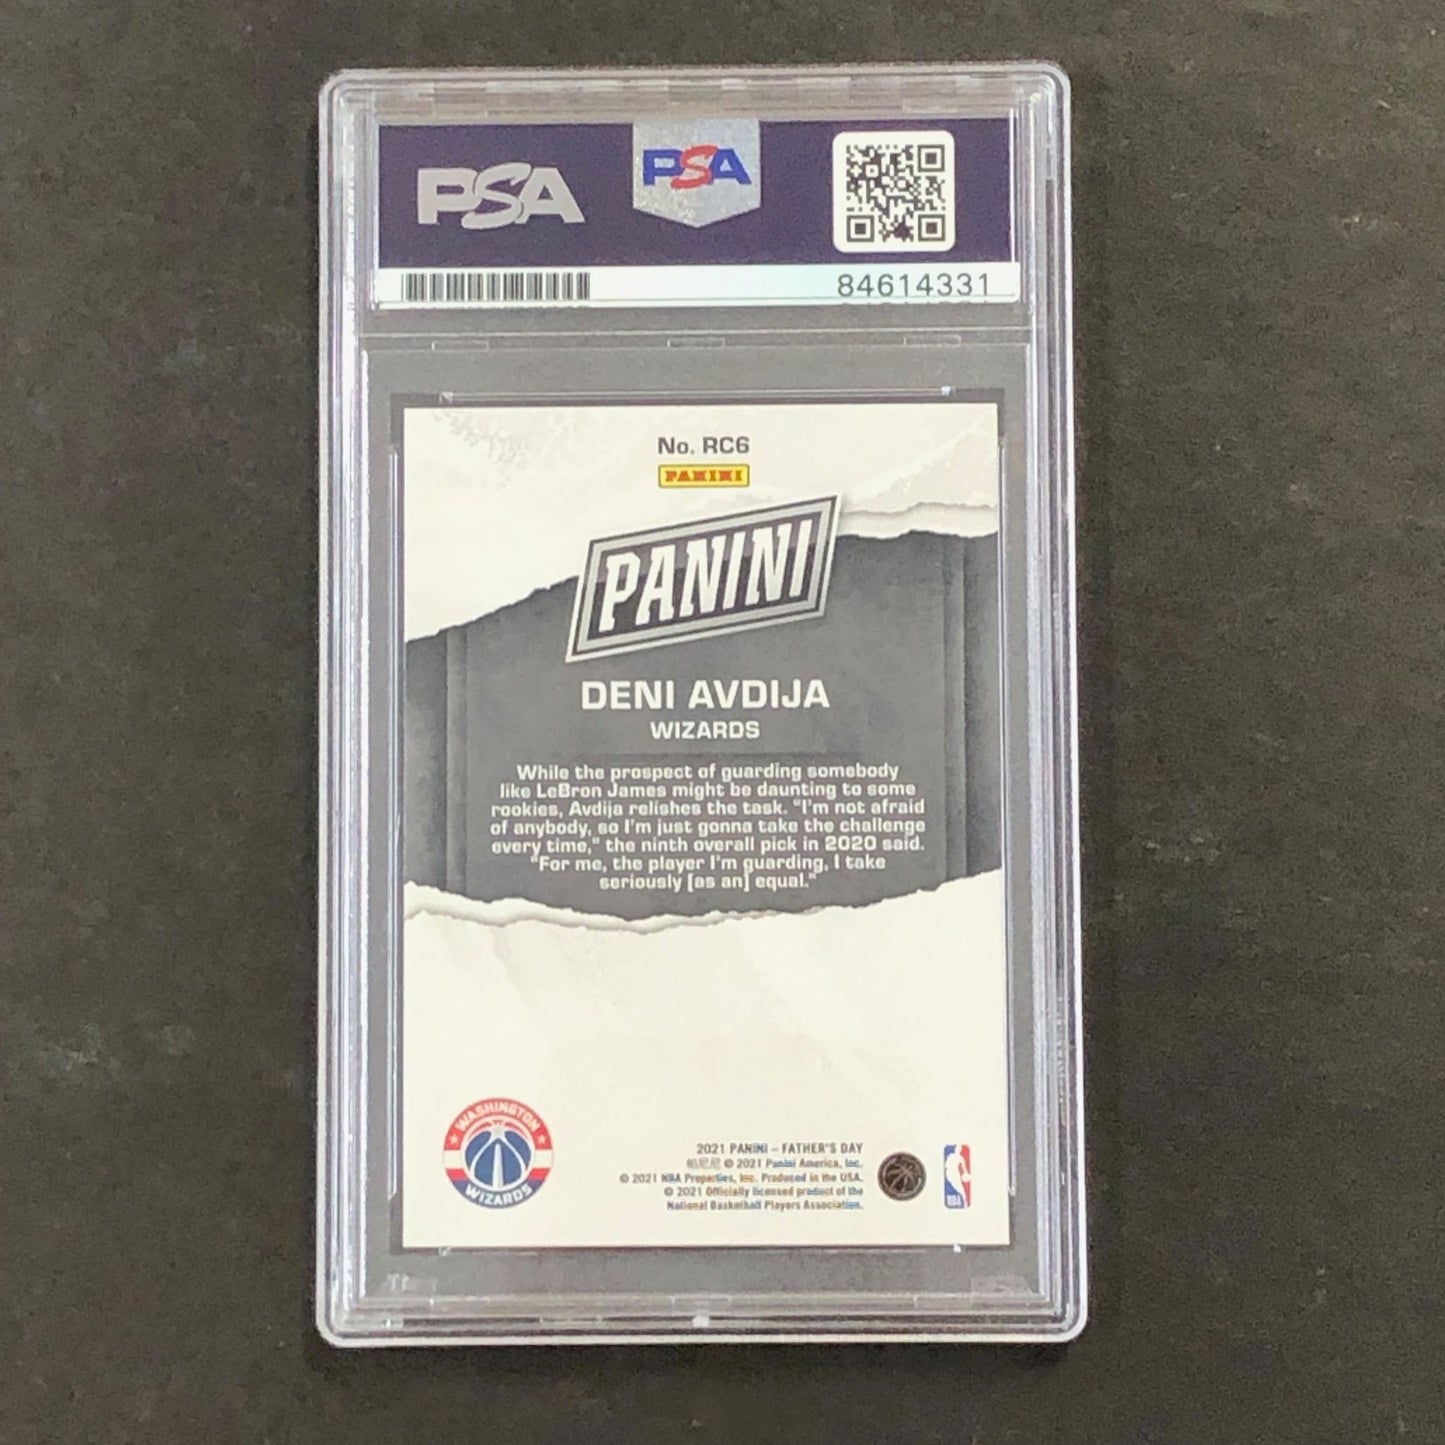 PSA
PSA
84614331
No. RC6
PANINI
PANINI
DENI AVDIJA
WIZARDS
While the prospect of guarding somebody
like LeBron James might be daunting to some
rookies, Avdija relishes the task. "I'm not afraid
of anybody, so I'm just gonna take the challenge
every time," the ninth overall pick in 2020 said.
"For me, the player I'm guarding, I take
seriously [as an] equal."
WASHINGTON
WIZARDS
2021 PANINI – FATHER'S DAY
© 2021 Panini America, Inc.
© 2021 NBA Properties, Inc. Produced in the USA.
© 2021 Officially licensed product of the
National Basketball Players Association.
NBA